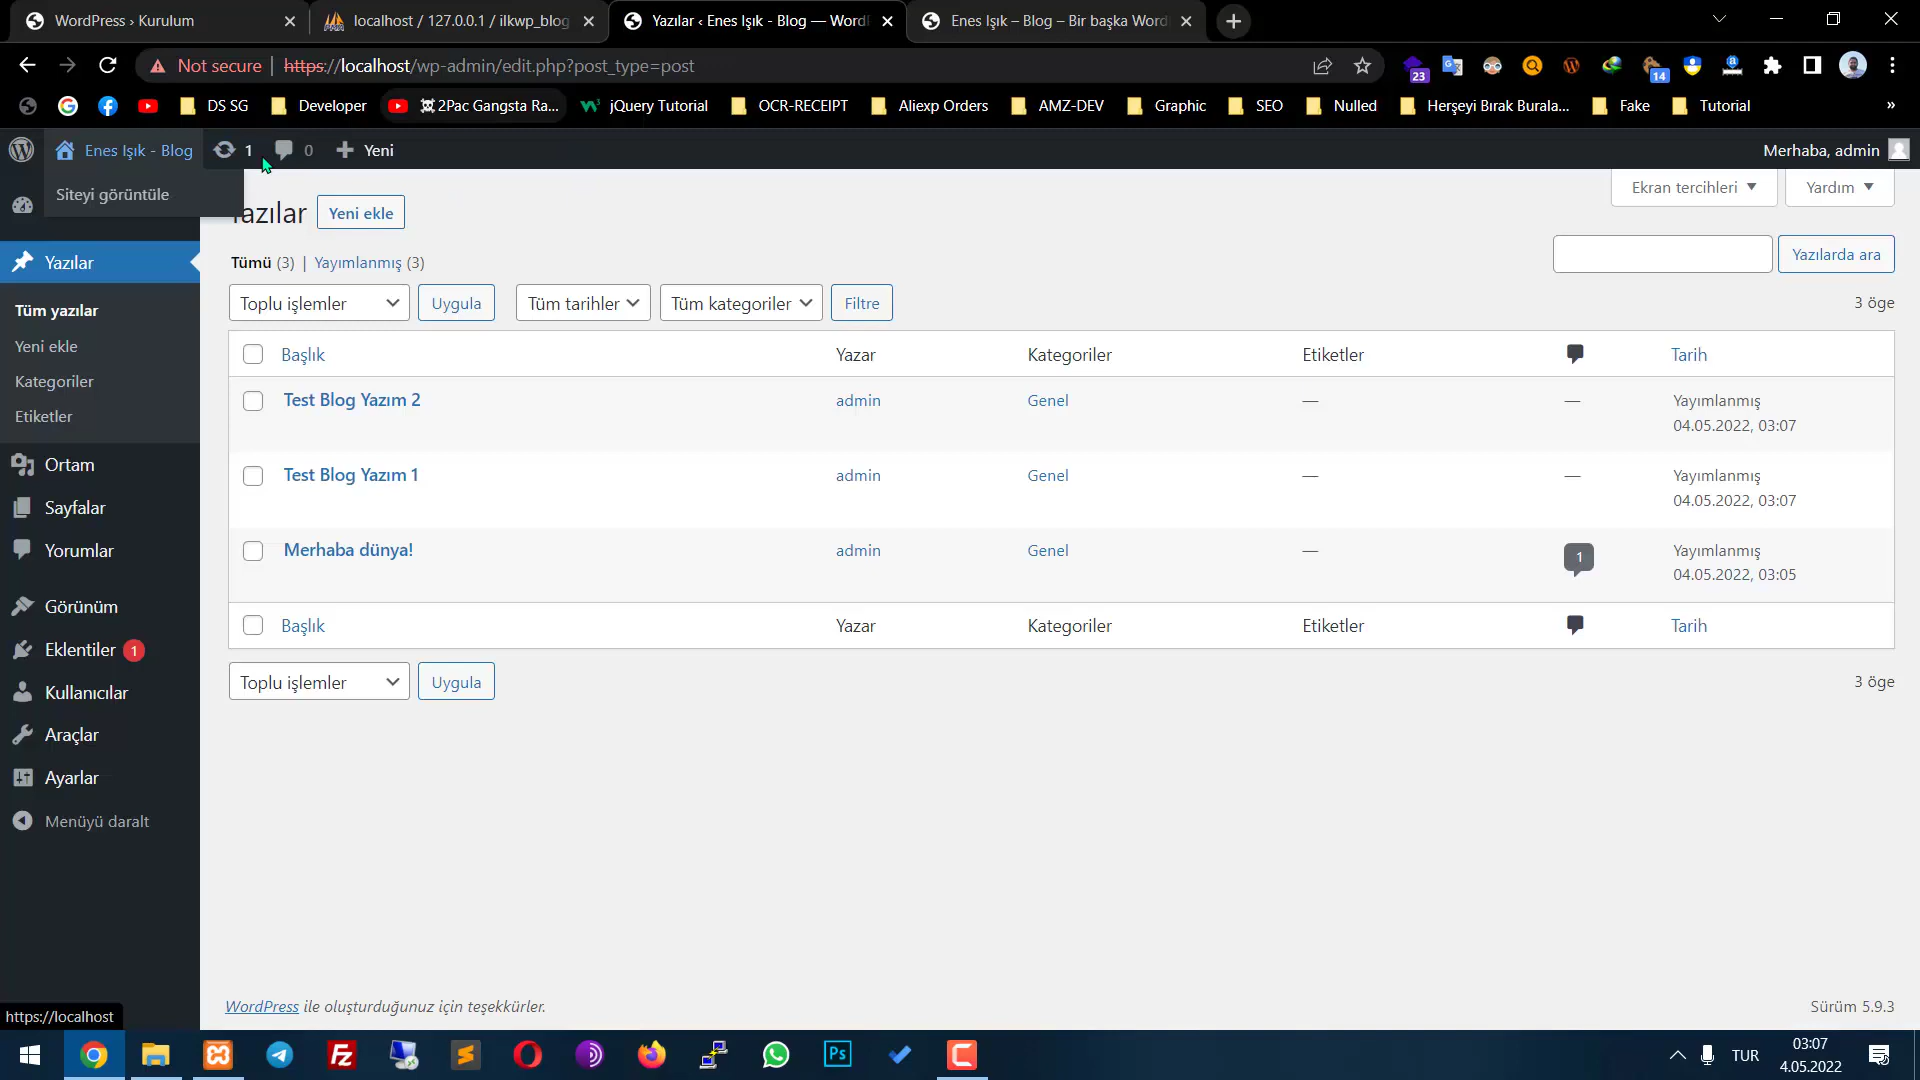 WordPress › Kurulum
localhost / 127.0.0.1 / ilkwp_blog
Yazılar ‹ Enes Işık - Blog — WordP
Enes Işık – Blog – Bir başka Word
Not secure
https://localhost/wp-admin/edit.php?post_type=post
23
14
DS SG
Developer
2Pac Gangsta Ra...
jQuery Tutorial
OCR-RECEIPT
Aliexp Orders
AMZ-DEV
Graphic
SEO
Nulled
Herşeyi Bırak Burala...
Fake
Tutorial
»
Enes Işık - Blog
1
0
Yeni
Merhaba, admin
Siteyi görüntüle
Yazılar
Yeni ekle
Ekran tercihleri
Yardım
Tümü (3) | Yayımlanmış (3)
Yazılarda ara
Toplu işlemler
Uygula
Tüm tarihler
Tüm kategoriler
Filtre
3 öge
Başlık
Yazar
Kategoriler
Etiketler
Tarih
Test Blog Yazım 2
admin
Genel
—
—
Yayımlanmış
04.05.2022, 03:07
Test Blog Yazım 1
admin
Genel
—
—
Yayımlanmış
04.05.2022, 03:07
Merhaba dünya!
admin
Genel
—
1
Yayımlanmış
04.05.2022, 03:05
Başlık
Yazar
Kategoriler
Etiketler
Tarih
Toplu işlemler
Uygula
3 öge
Yazılar
Tüm yazılar
Yeni ekle
Kategoriler
Etiketler
Ortam
Sayfalar
Yorumlar
Görünüm
Eklentiler 1
Kullanıcılar
Araçlar
Ayarlar
Menüyü daralt
WordPress ile oluşturduğunuz için teşekkürler.
Sürüm 5.9.3
https://localhost
TUR
03:07
4.05.2022